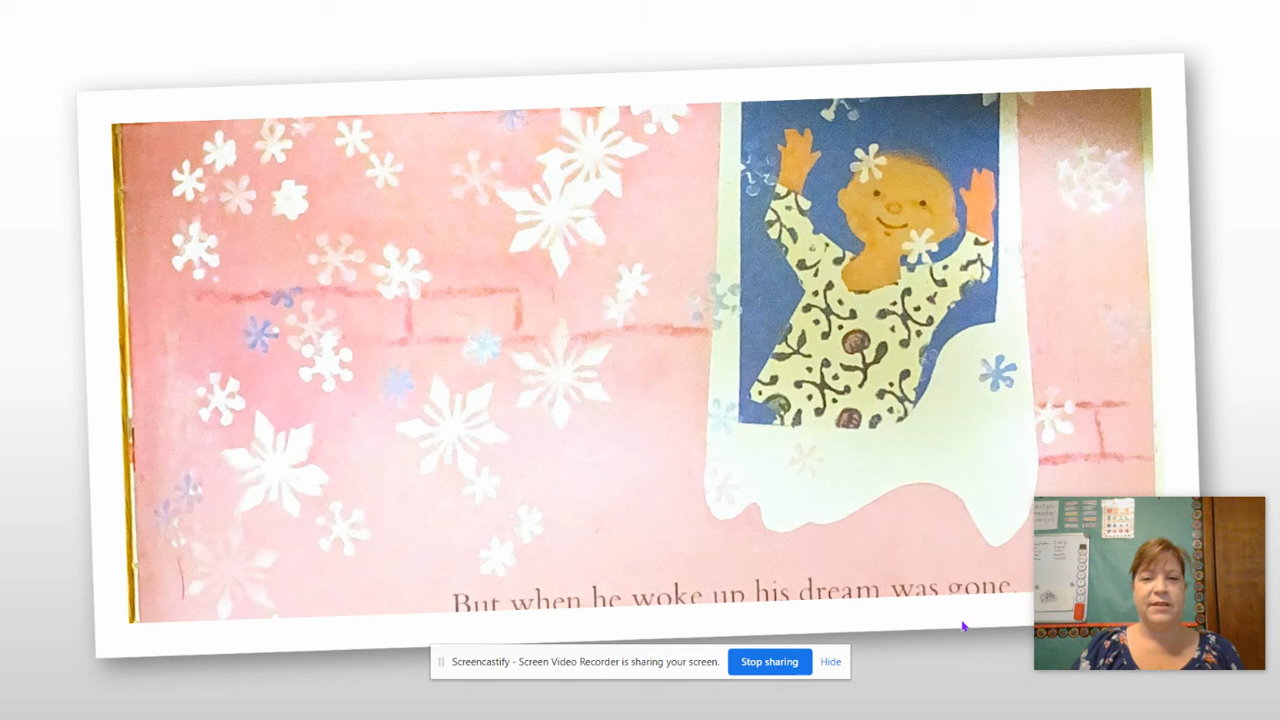 But when he woke up his dream was gone.
Screencastify - Screen Video Recorder is sharing your screen. Stop sharing Hide